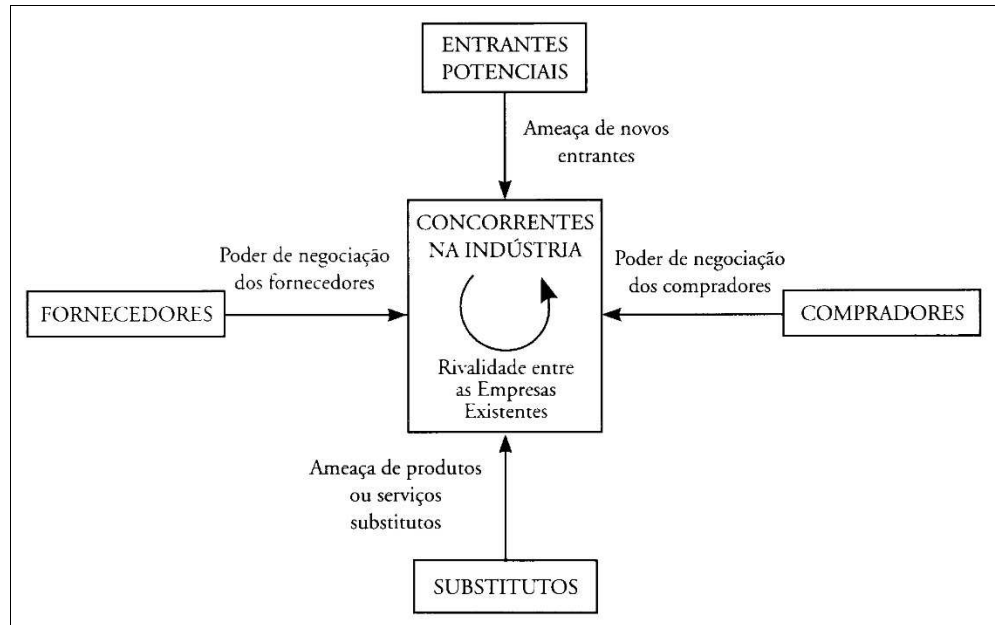 ENTRANTES
POTENCIAIS
Ameaça de novos
entrantes
CONCORRENTES
NA INDÚSTRIA
Poder de negociação
dos fornecedores
Poder de negociação
dos compradores
FORNECEDORES
COMPRADORES
Rivalidade entre
as Empresas
Existentes
Ameaça de produtos
ou serviços
substitutos
SUBSTITUTOS